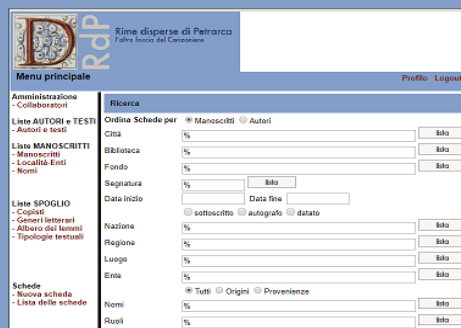 RdP
Rime disperse di Petrarca
l'altra faccia del Canzoniere
Menu principale
Profilo Logout
Amministrazione
- Collaboratori
Liste AUTORI e TESTI
- Autori e testi
Liste MANOSCRITTI
- Manoscritti
- Località-Enti
- Nomi
Liste SPOGLIO
- Copisti
- Generi letterari
- Albero dei lemmi
- Tipologie testuali
Schede
- Nuova scheda
- Lista delle schede
Ricerca
Ordina Schede per Manoscritti Autori
Città % lista
Biblioteca % lista
Fondo % lista
Segnatura % lista
Data inizio Data fine
sottoscritto autografo datato
Nazione % lista
Regione % lista
Luogo % lista
Ente % lista
Tutti Origini Provenienze
Nomi % lista
Ruoli % lista